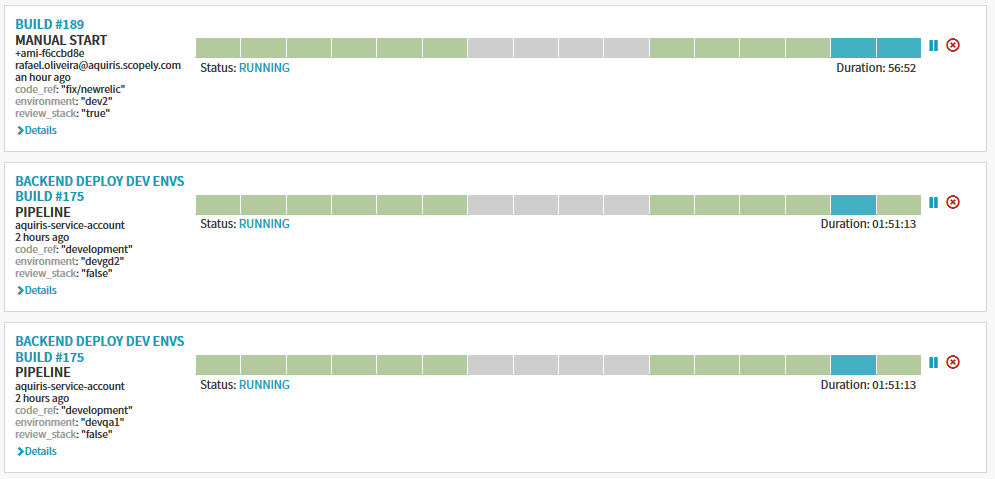 BUILD #189
MANUAL START
+ami-f6ccbd8e
rafael.oliveira@aquiris.scopely.com
an hour ago
code_ref: "fix/newrelic"
environment: "dev2"
review_stack: "true"
Details
Status: RUNNING
Duration: 56:52
BACKEND DEPLOY DEV ENVS
BUILD #175
PIPELINE
aquiris-service-account
2 hours ago
code_ref: "development"
environment: "devgd2"
review_stack: "false"
Details
Status: RUNNING
Duration: 01:51:13
BACKEND DEPLOY DEV ENVS
BUILD #175
PIPELINE
aquiris-service-account
2 hours ago
code_ref: "development"
environment: "devqa1"
review_stack: "false"
Details
Status: RUNNING
Duration: 01:51:13